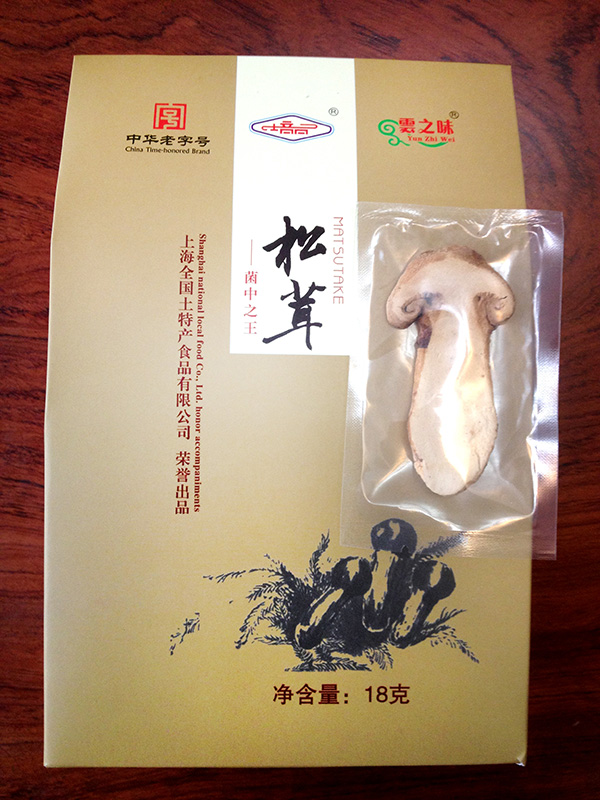 中华老字号
China Time-honored Brand
®
雲之味®
Yun Zhi Wei
松茸
MATSUTAKE
——菌中之王
Shanghai national local food Co., Ltd. honor accompaniments
上海全国土特产食品有限公司 荣誉出品
净含量：18克